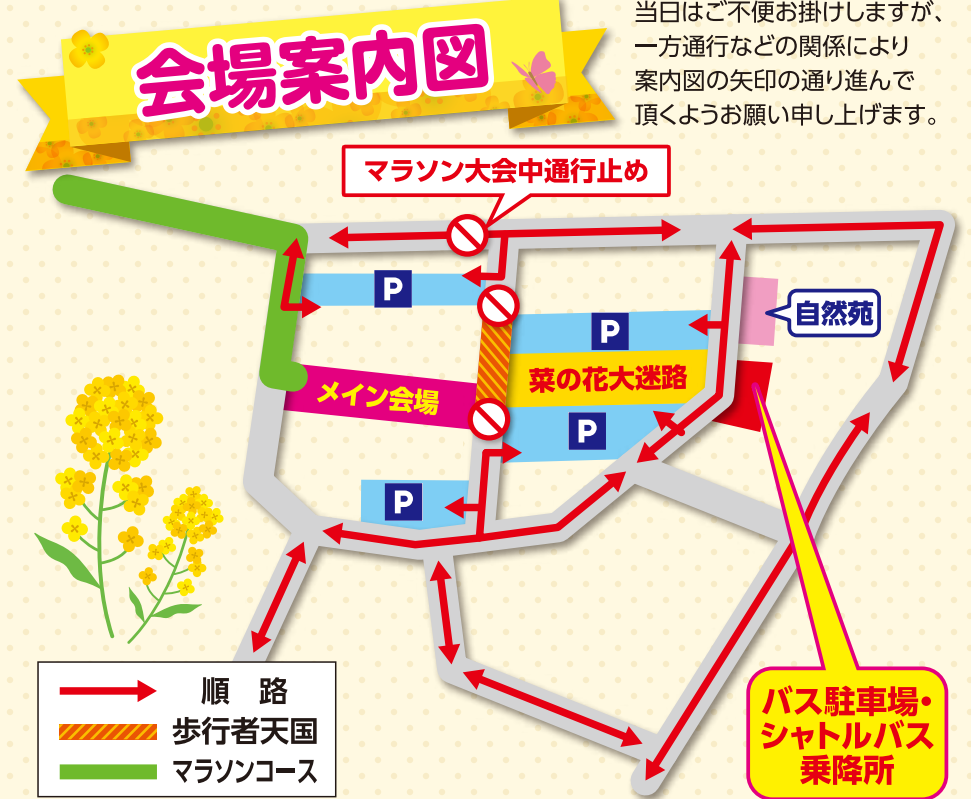 会場案内図
当日はご不便お掛けしますが、
一方通行などの関係により
案内図の矢印の通り進んで
頂くようお願い申し上げます。
マラソン大会中通行止め
P
自然苑
P
菜の花大迷路
メイン会場
P
P
順　路
歩行者天国
マラソンコース
バス駐車場・
シャトルバス
乗降所